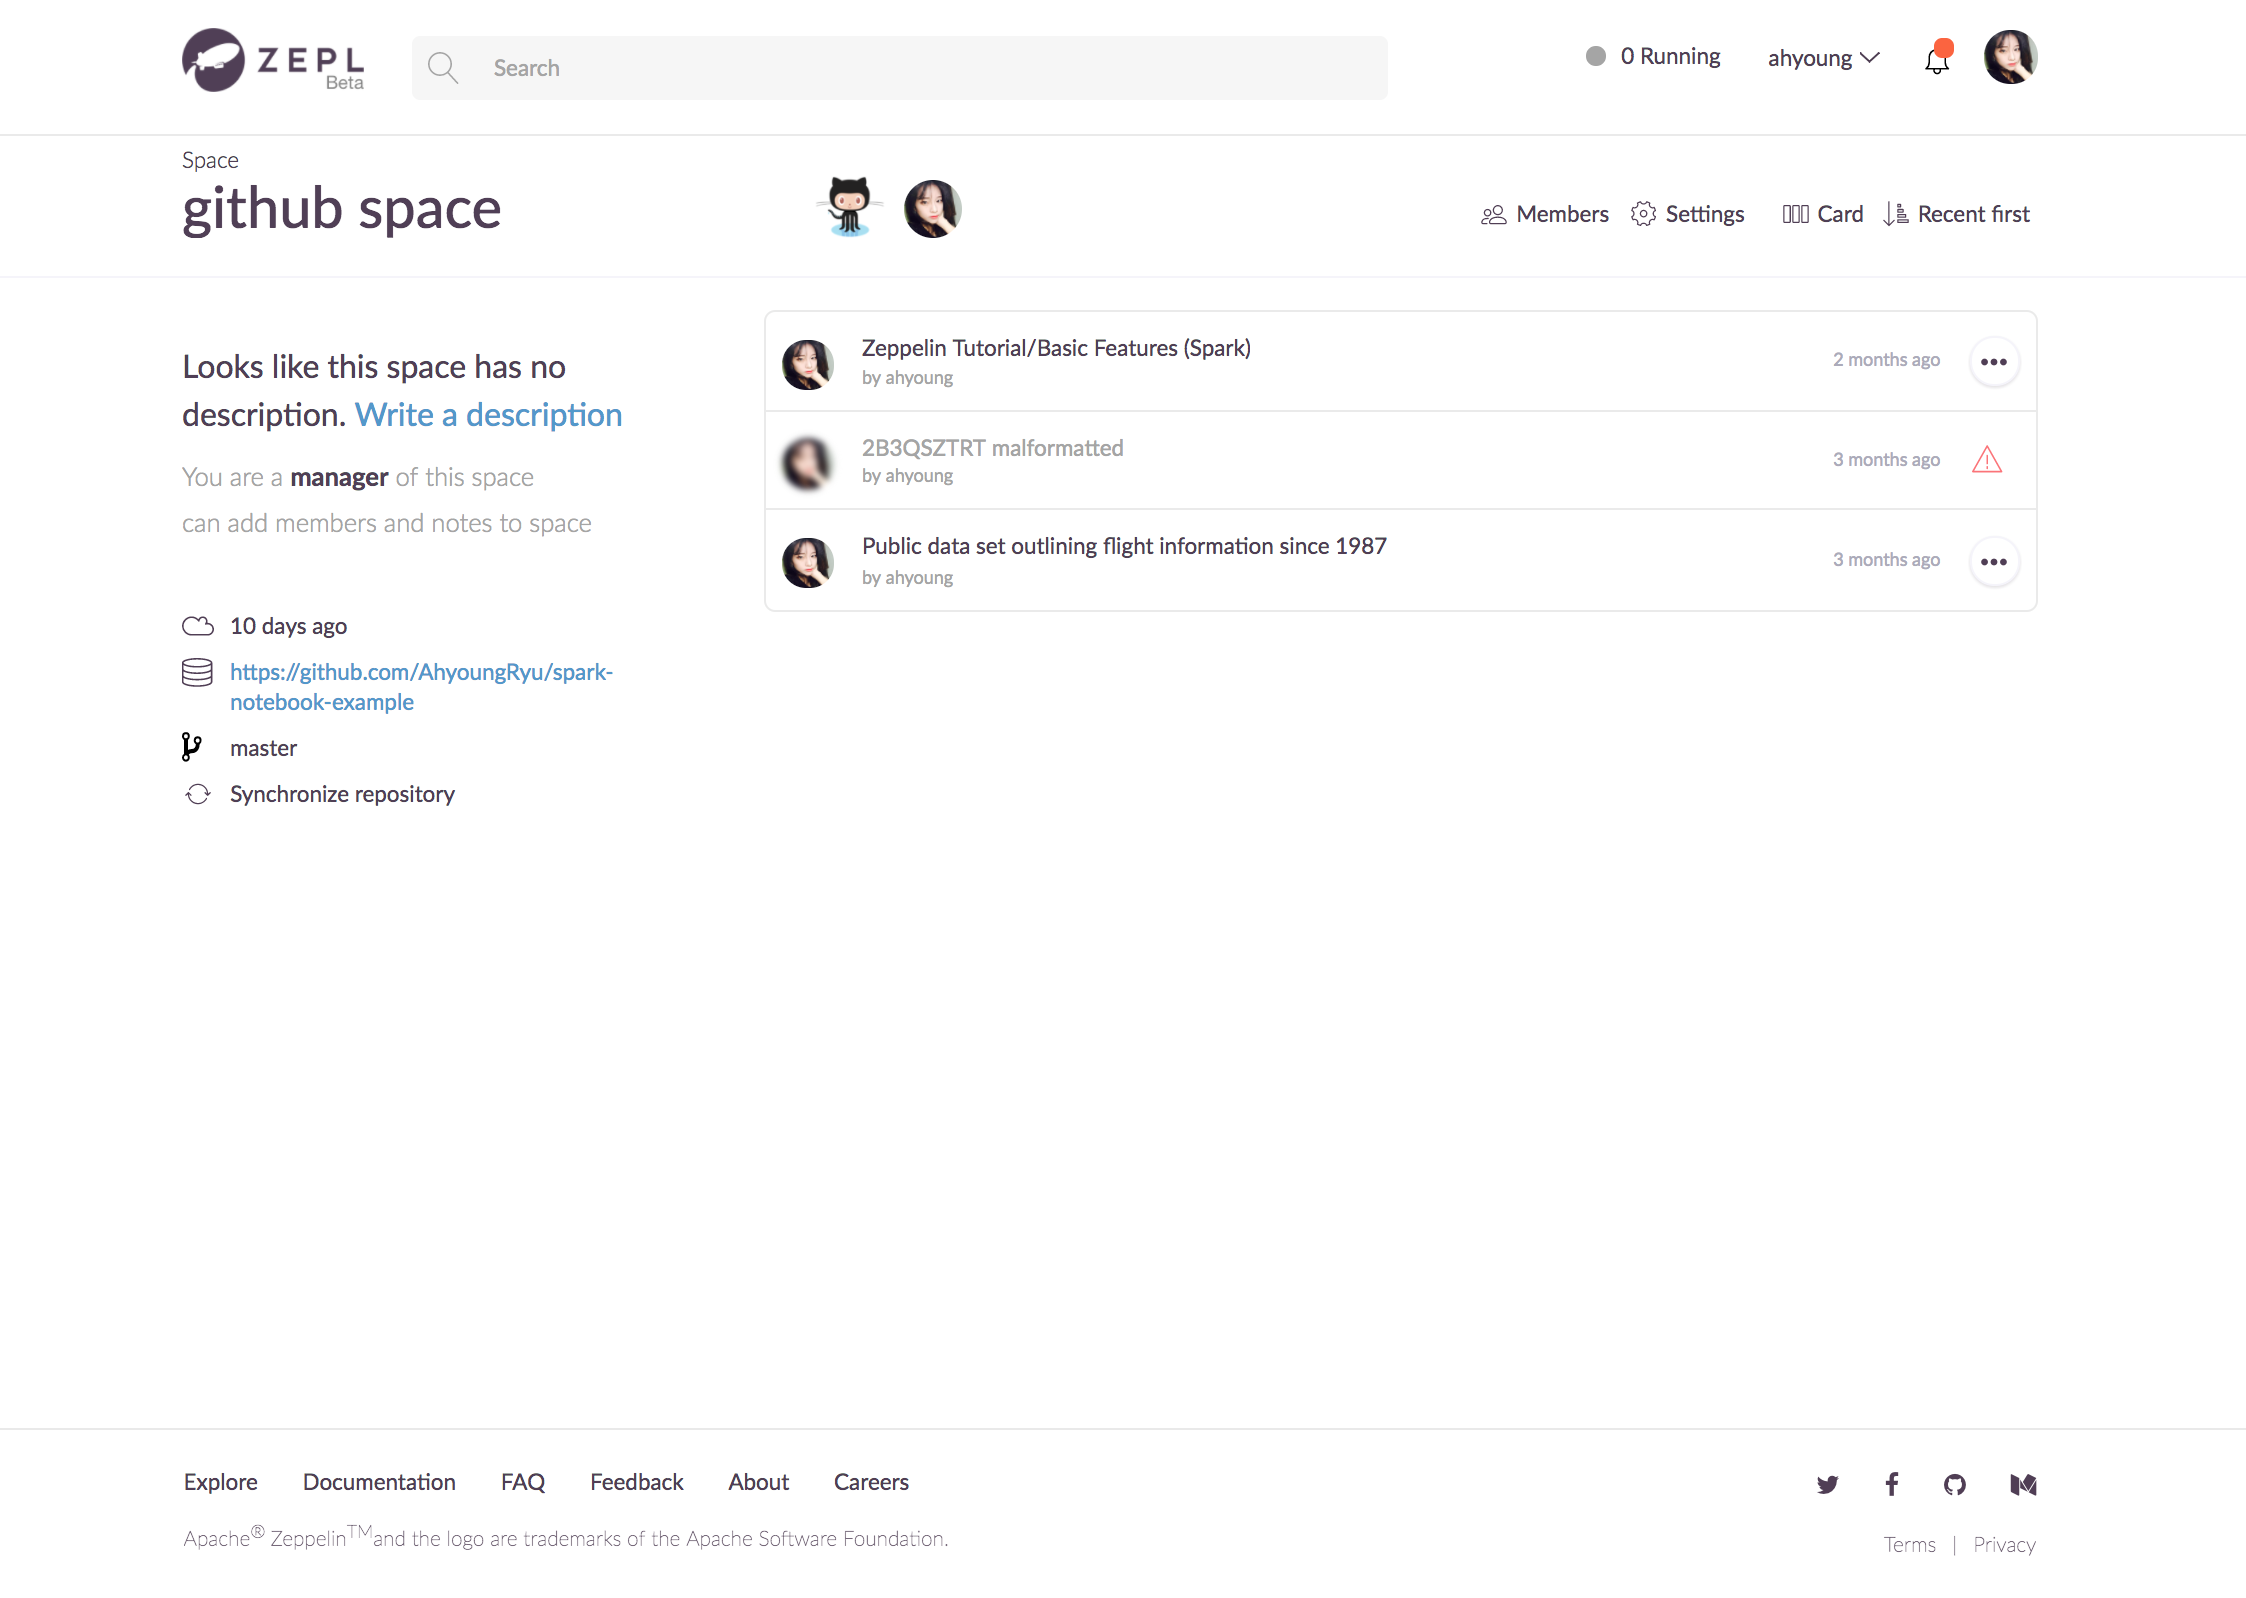 ZEPL
Beta
Search
0 Running
ahyoung
Space
github space
Members
Settings
Card
Recent first
Looks like this space has no
description. Write a description
You are a manager of this space
can add members and notes to space
10 days ago
https://github.com/AhyoungRyu/spark-
notebook-example
master
Synchronize repository
Zeppelin Tutorial/Basic Features (Spark)
by ahyoung
2 months ago
2B3QSZTRT malformatted
by ahyoung
3 months ago
Public data set outlining flight information since 1987
by ahyoung
3 months ago
Explore
Documentation
FAQ
Feedback
About
Careers
Apache® Zeppelin™and the logo are trademarks of the Apache Software Foundation.
Terms | Privacy